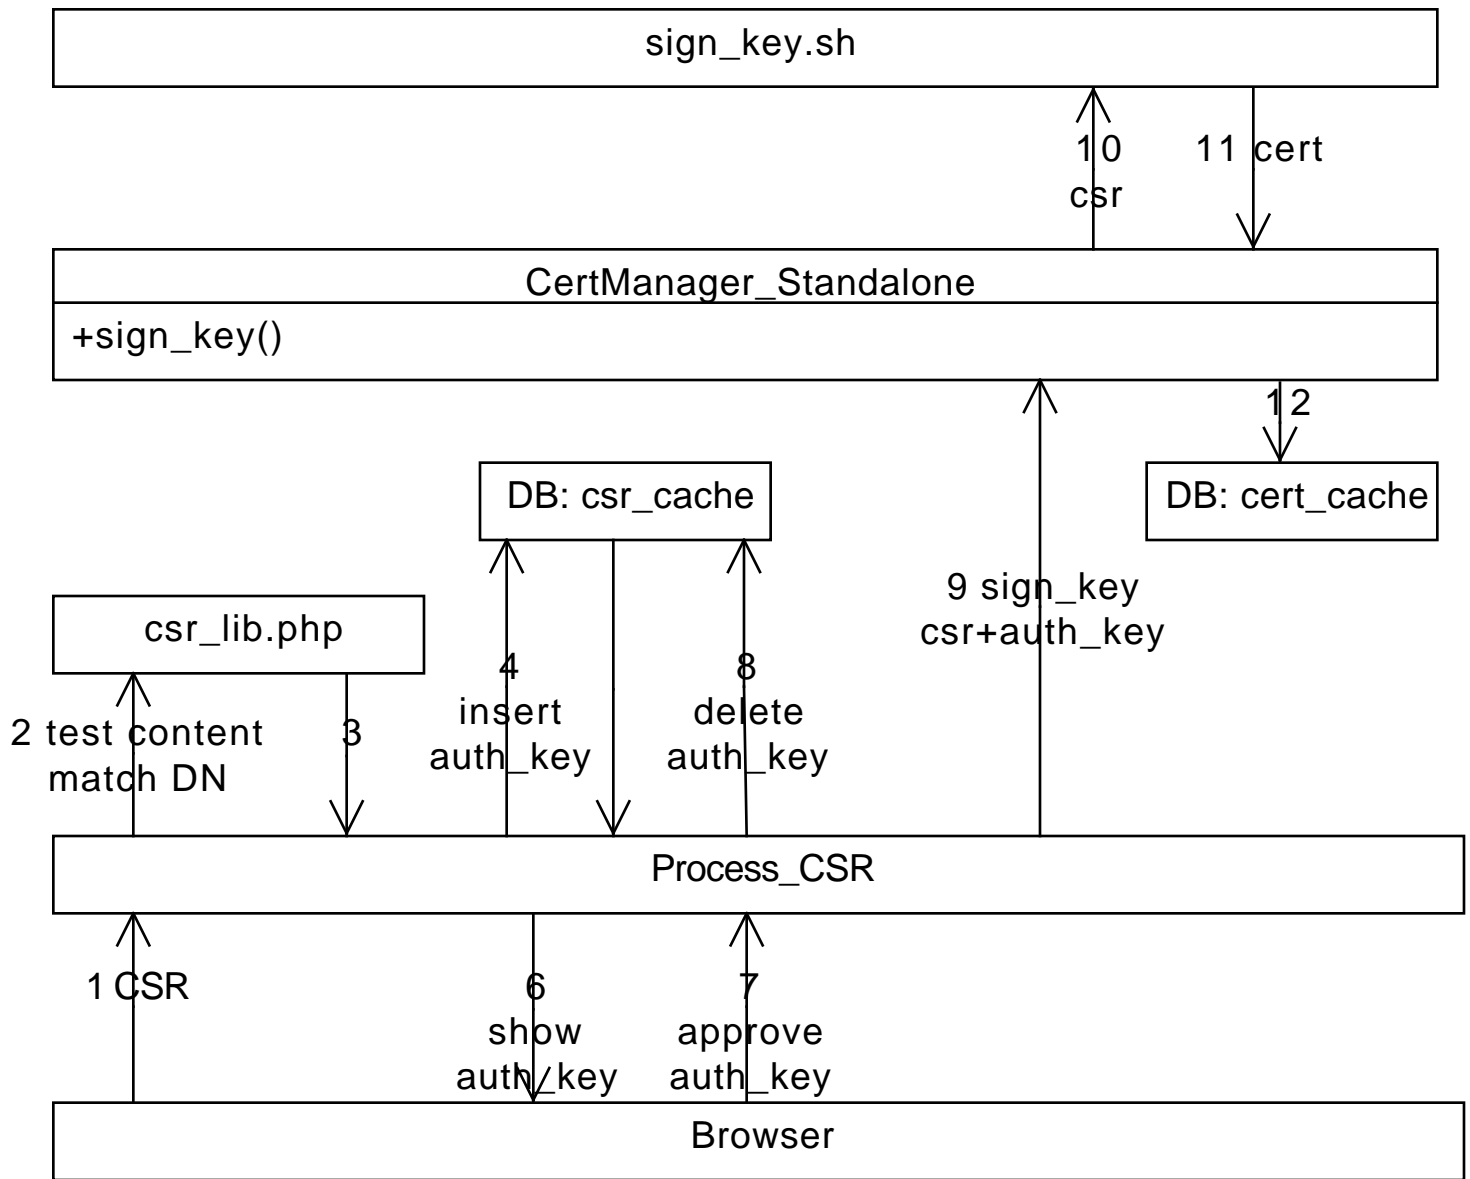 sign_key.sh
10
csr
11 cert
CertManager_Standalone
+sign_key()
12
DB: csr_cache
DB: cert_cache
9 sign_key
csr+auth_key
csr_lib.php
2 test content
match DN
3
4
insert
auth_key
8
delete
auth_key
Process_CSR
1 CSR
6
show
auth_key
7
approve
auth_key
Browser